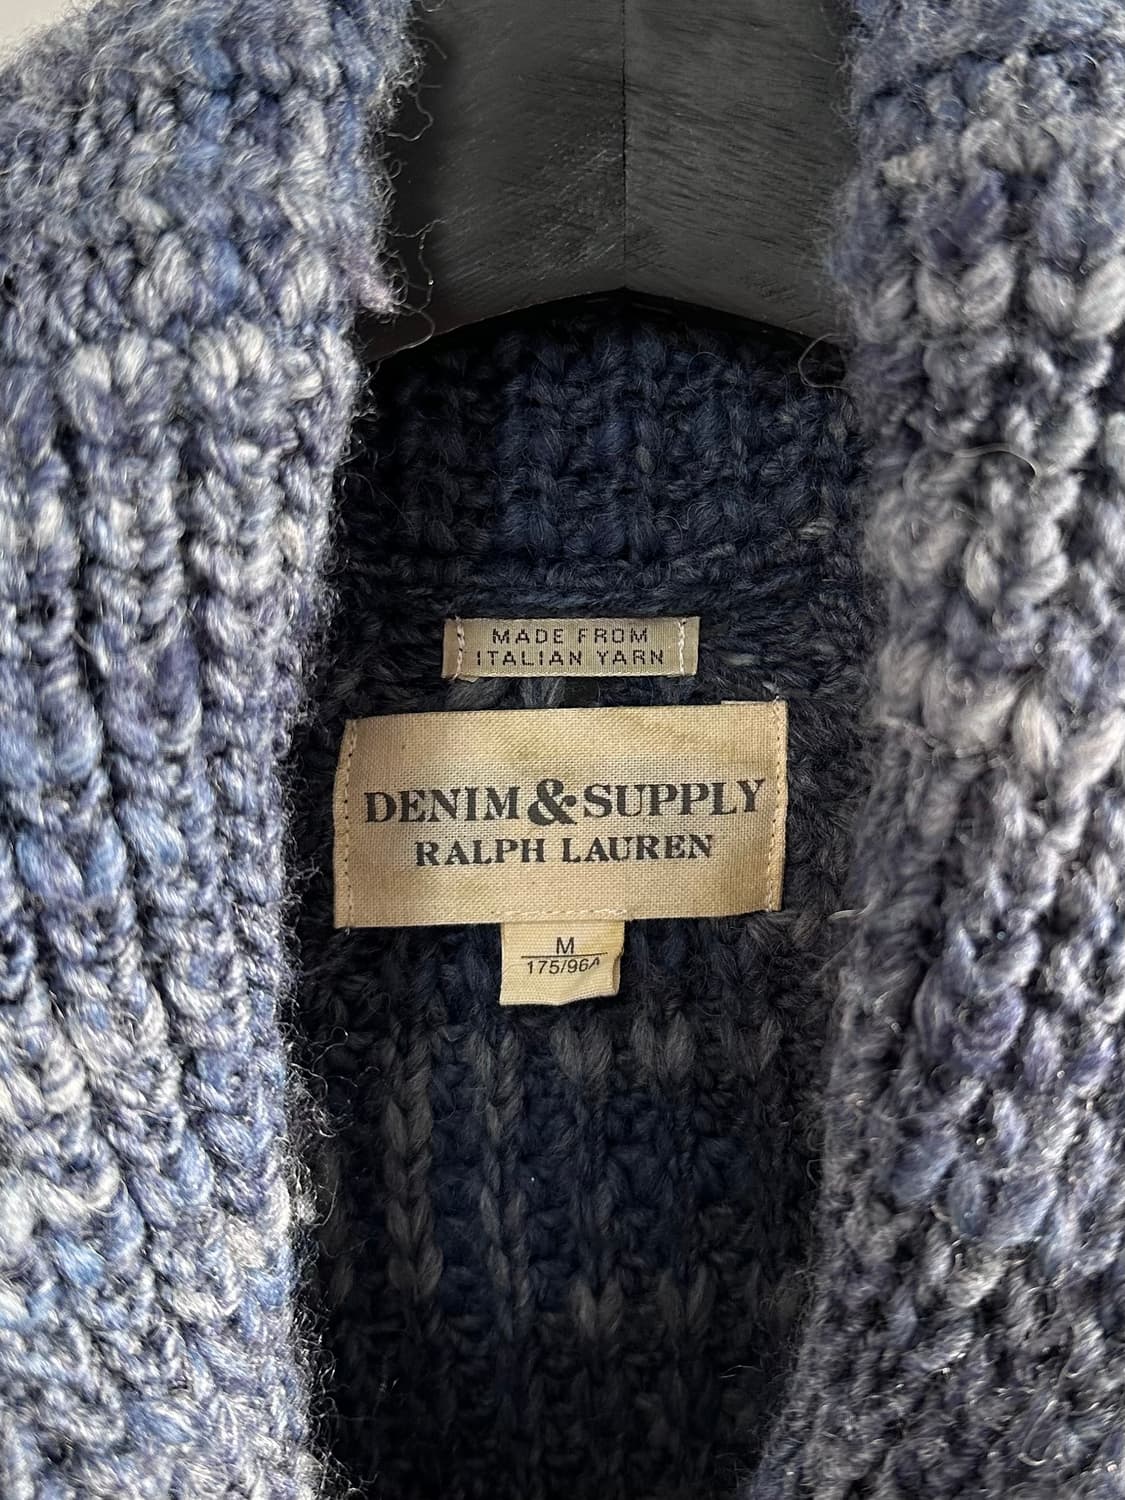 MADE FROM
ITALIAN YARN
DENIM & SUPPLY
RALPH LAUREN
M
175/96A